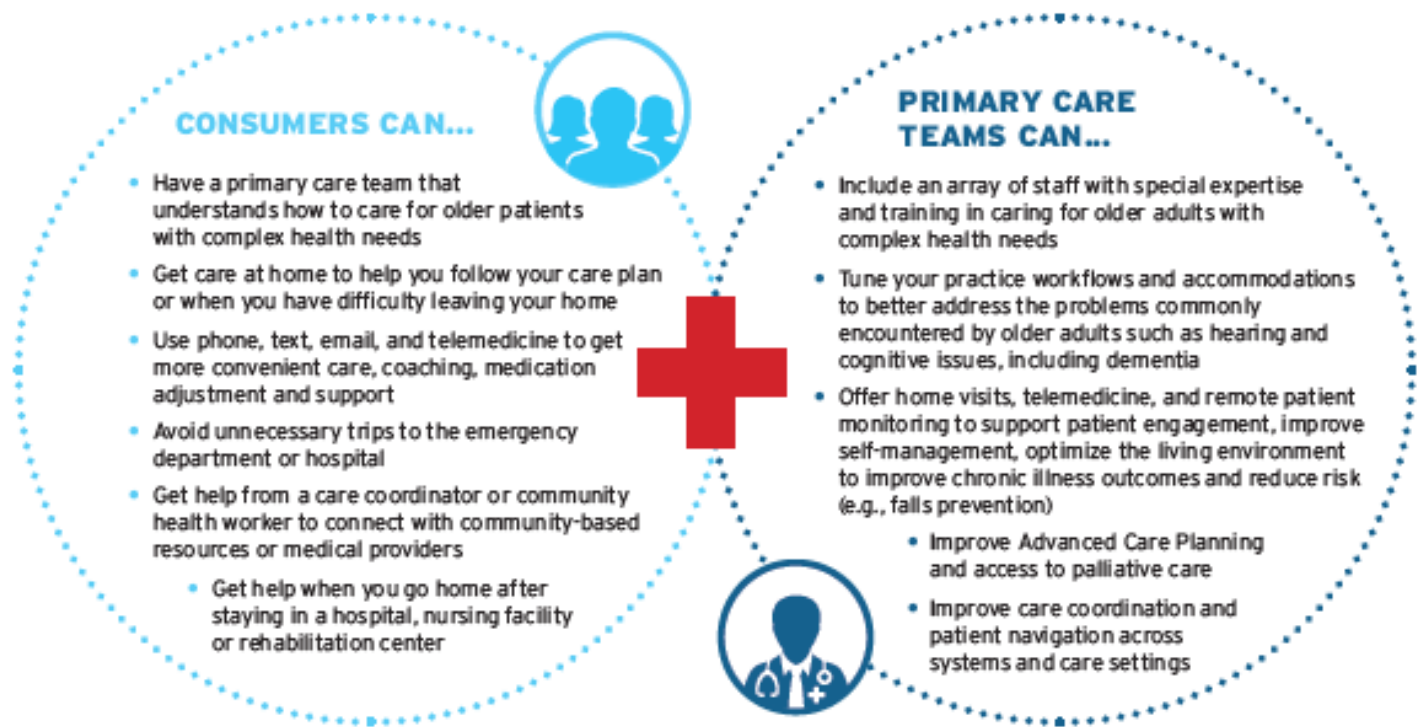 CONSUMERS CAN...
• Have a primary care team that
understands how to care for older patients
with complex health needs
• Get care at home to help you follow your care plan
or when you have difficulty leaving your home
• Use phone, text, email, and telemedicine to get
more convenient care, coaching, medication
adjustment and support
• Avoid unnecessary trips to the emergency
department or hospital
• Get help from a care coordinator or community
health worker to connect with community-based
resources or medical providers
• Get help when you go home after
staying in a hospital, nursing facility
or rehabilitation center
PRIMARY CARE
TEAMS CAN...
• Include an array of staff with special expertise
and training in caring for older adults with
complex health needs
• Tune your practice workflows and accommodations
to better address the problems commonly
encountered by older adults such as hearing and
cognitive issues, including dementia
• Offer home visits, telemedicine, and remote patient
monitoring to support patient engagement, improve
self-management, optimize the living environment
to improve chronic illness outcomes and reduce risk
(e.g., falls prevention)
• Improve Advanced Care Planning
and access to palliative care
• Improve care coordination and
patient navigation across
systems and care settings